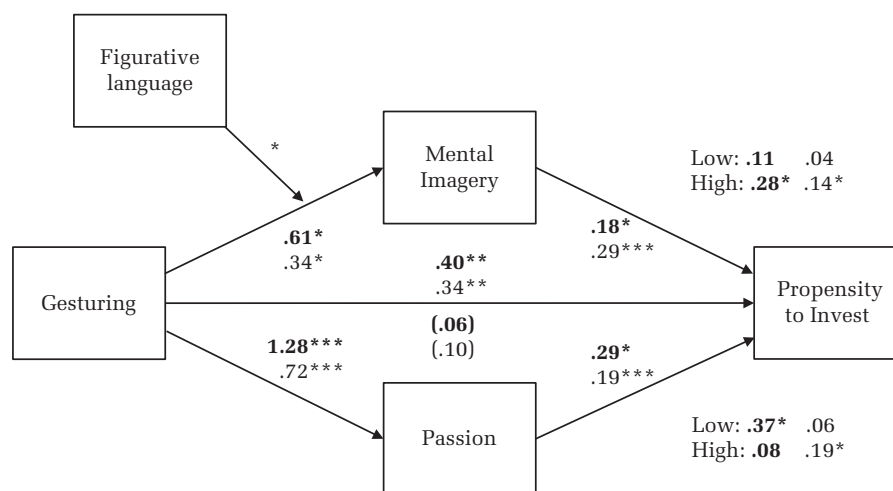 Figurative
language
*
Mental
Imagery
Low: .11 .04
High: .28* .14*
.61*
.34*
.18*
.29***
Gesturing
.40**
.34**
(.06)
(.10)
Propensity
to Invest
1.28***
.72***
.29*
.19***
Passion
Low: .37* .06
High: .08 .19*